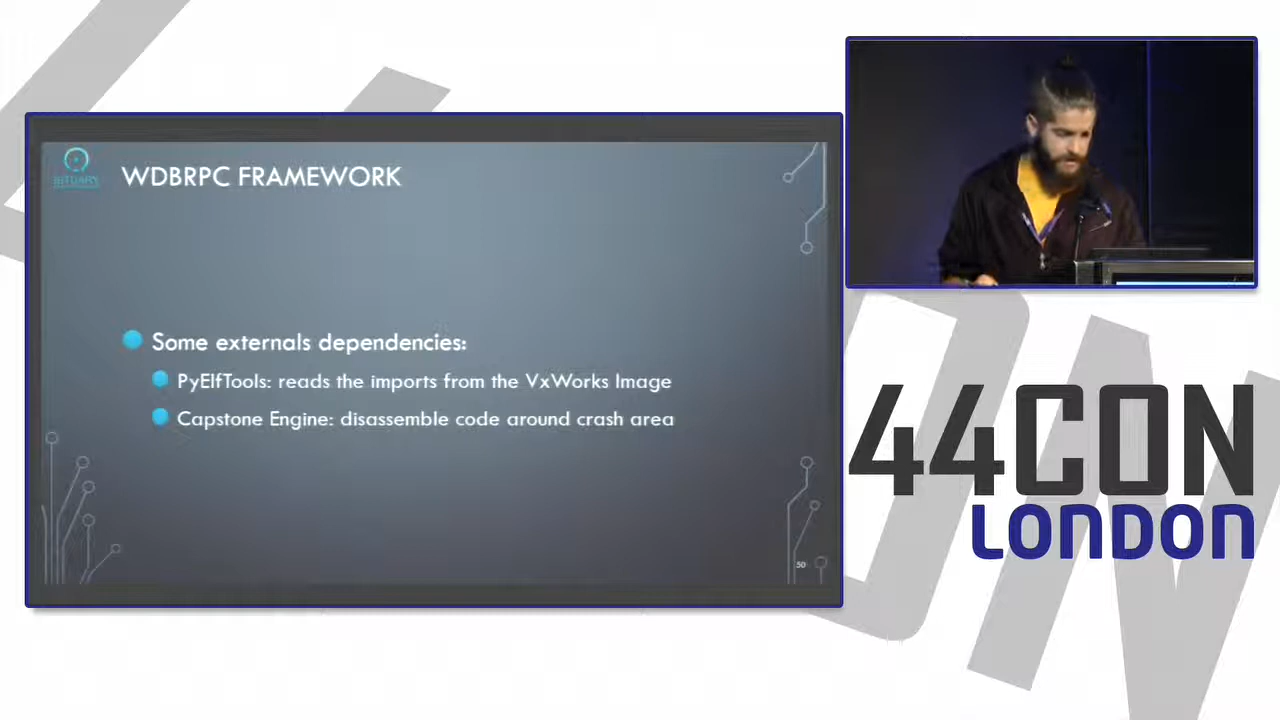 WDBRPC FRAMEWORK
Some externals dependencies:
PyElfTools: reads the imports from the VxWorks Image
Capstone Engine: disassemble code around crash area
50
44CON
LONDON